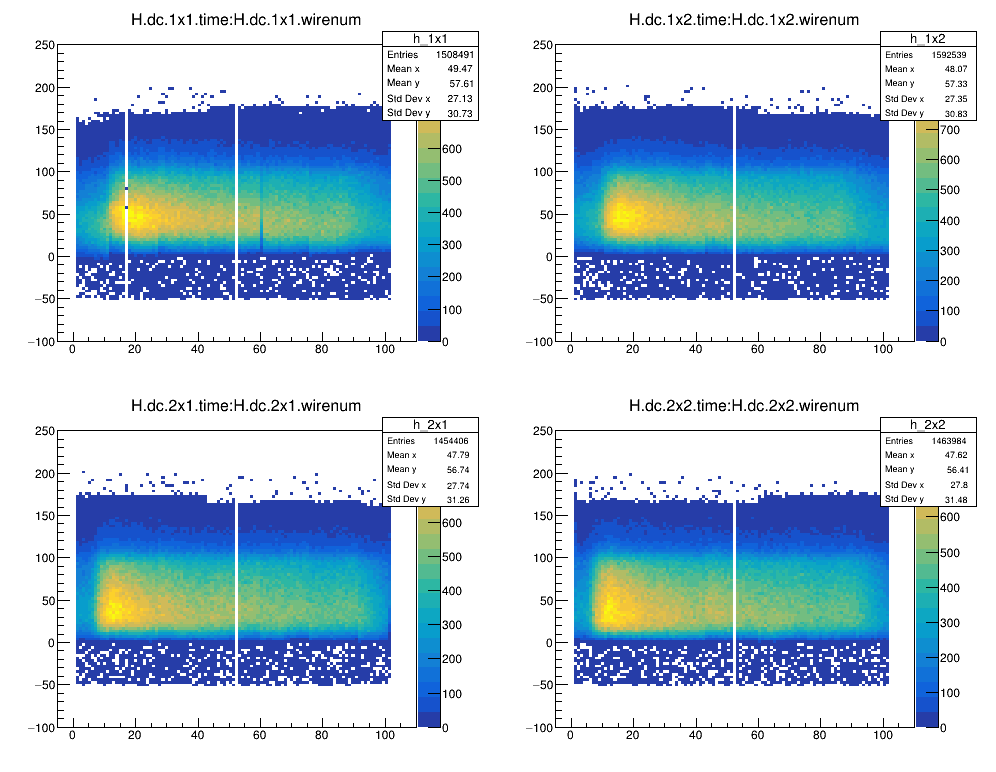 H.dc.1x1.time:H.dc.1x1.wirenum
h_1x1
Entries 1508491
Mean x 49.47
Mean y 57.61
Std Dev x 27.13
Std Dev y 30.73
250
200
150
100
50
0
−50
−100
0 20 40 60 80 100
600
500
400
300
200
100
0
H.dc.1x2.time:H.dc.1x2.wirenum
h_1x2
Entries 1592539
Mean x 48.07
Mean y 57.33
Std Dev x 27.35
Std Dev y 30.83
250
200
150
100
50
0
−50
−100
0 20 40 60 80 100
700
600
500
400
300
200
100
0
H.dc.2x1.time:H.dc.2x1.wirenum
h_2x1
Entries 1454406
Mean x 47.79
Mean y 56.74
Std Dev x 27.74
Std Dev y 31.26
250
200
150
100
50
0
−50
−100
0 20 40 60 80 100
600
500
400
300
200
100
0
H.dc.2x2.time:H.dc.2x2.wirenum
h_2x2
Entries 1463984
Mean x 47.62
Mean y 56.41
Std Dev x 27.8
Std Dev y 31.48
250
200
150
100
50
0
−50
−100
0 20 40 60 80 100
600
500
400
300
200
100
0